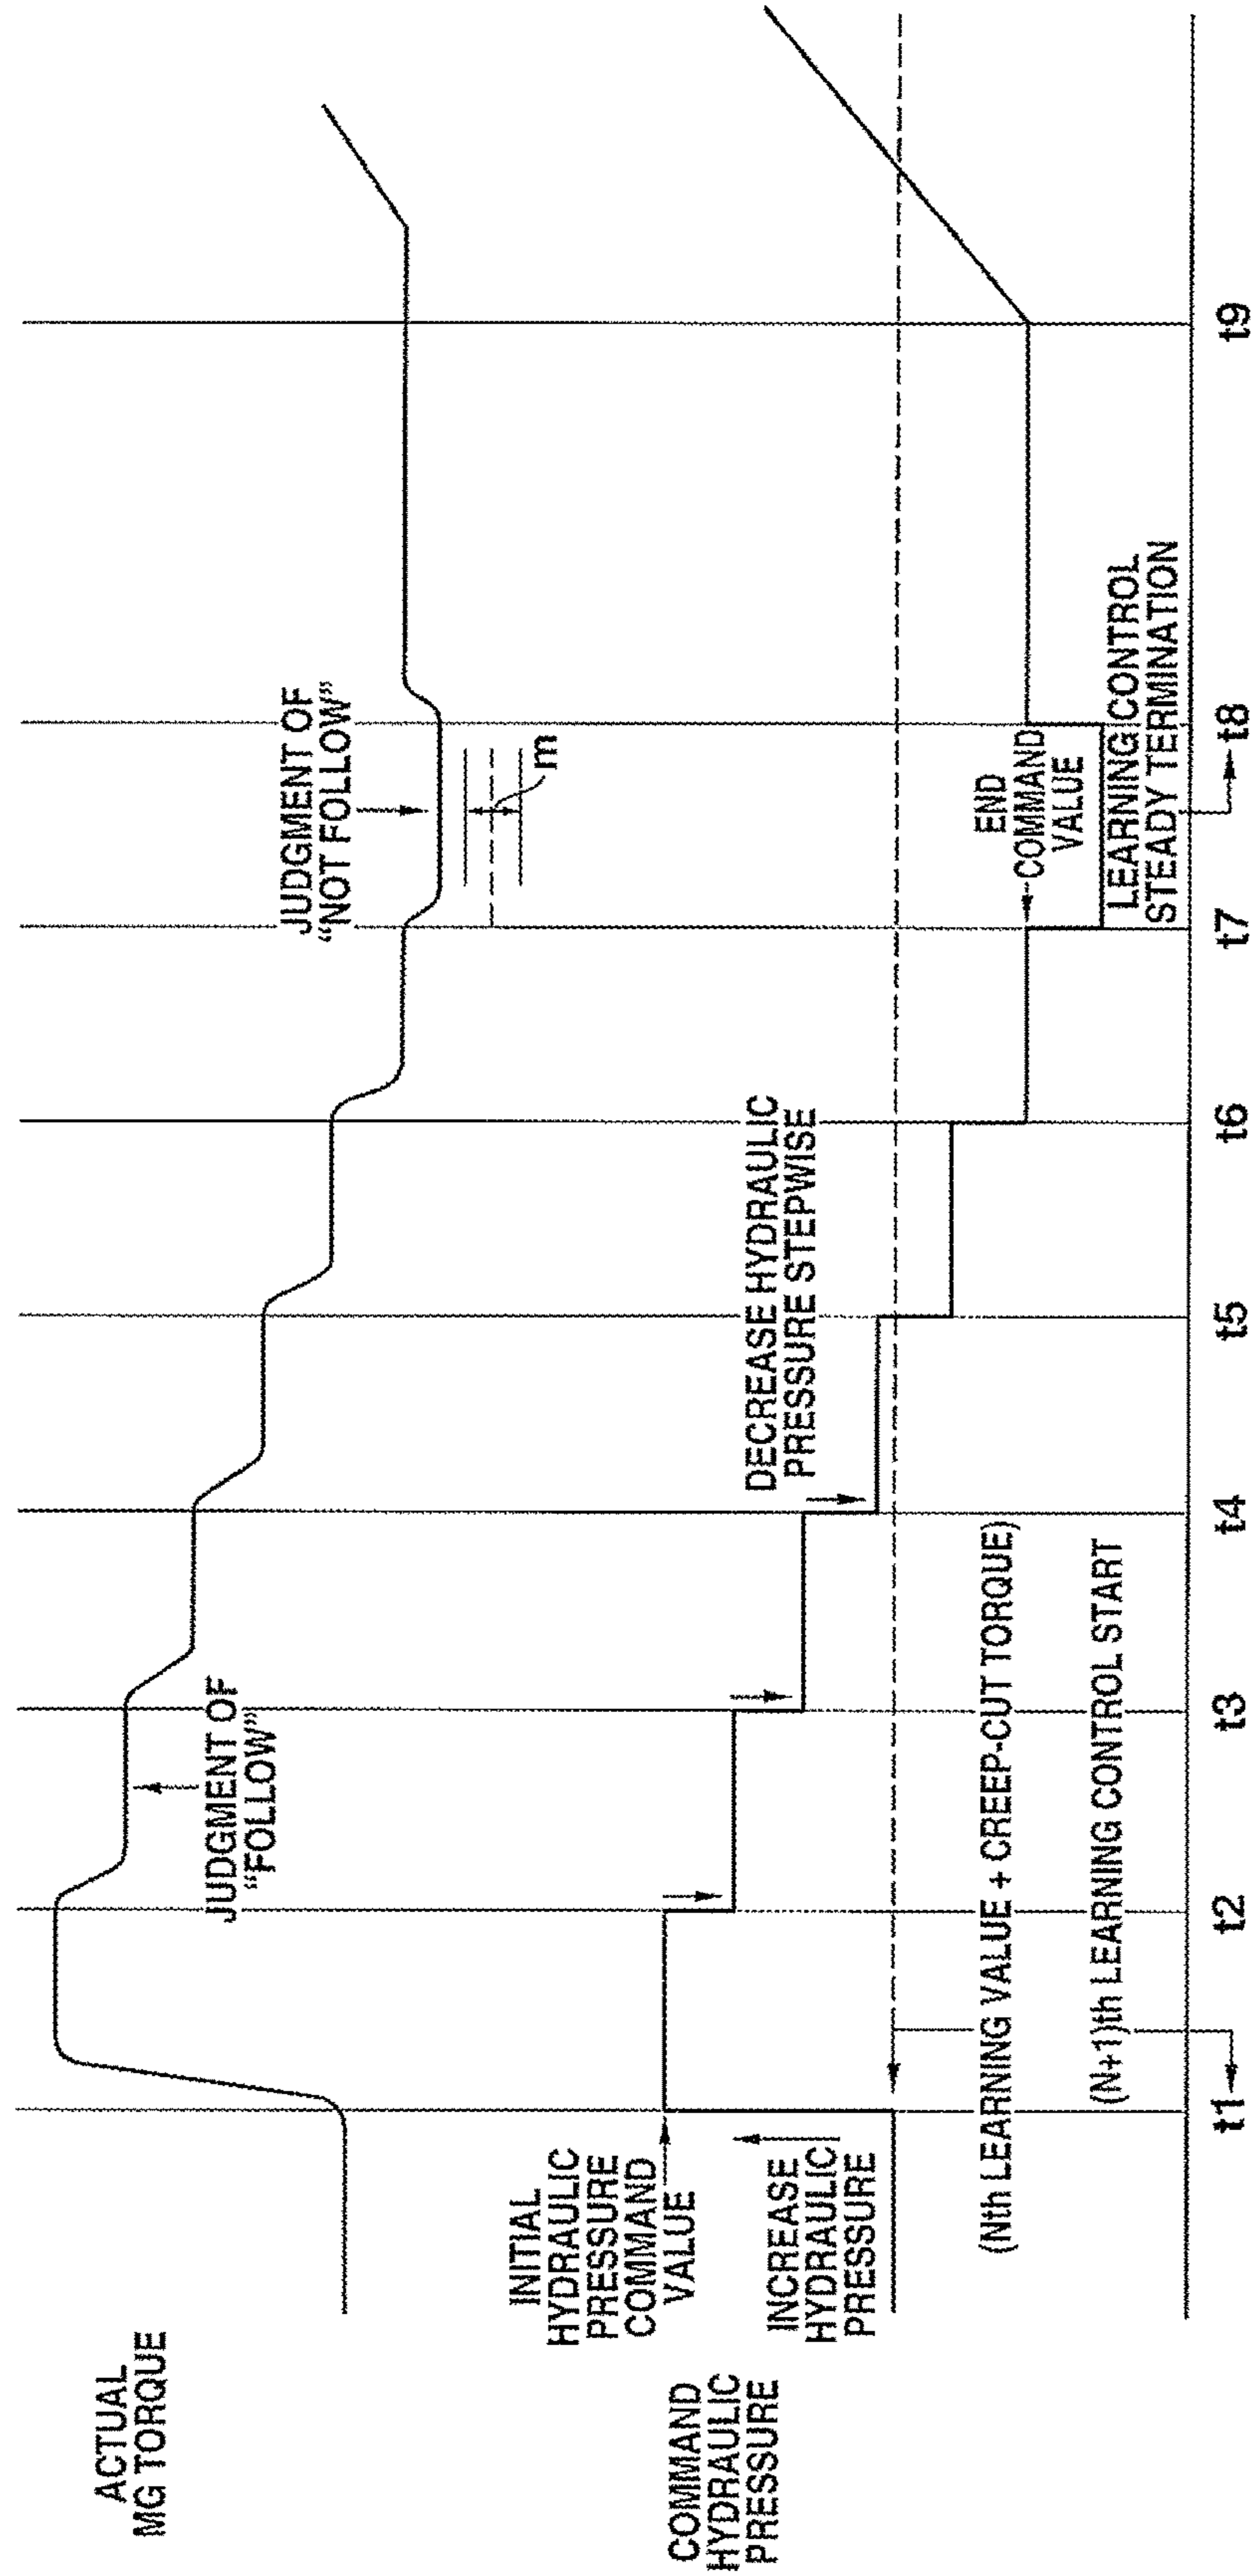 ACTUAL
MG TORQUE
JUDGMENT OF
“FOLLOW”
JUDGMENT OF
“NOT FOLLOW”
m
COMMAND
HYDRAULIC
PRESSURE
INITIAL
HYDRAULIC
PRESSURE
COMMAND
VALUE
INCREASE
HYDRAULIC
PRESSURE
DECREASE HYDRAULIC
PRESSURE STEPWISE
(Nth LEARNING VALUE + CREEP-CUT TORQUE)
(N+1)th LEARNING CONTROL START
END
COMMAND
VALUE
LEARNING CONTROL
STEADY TERMINATION
t1
t2
t3
t4
t5
t6
t7
t8
t9